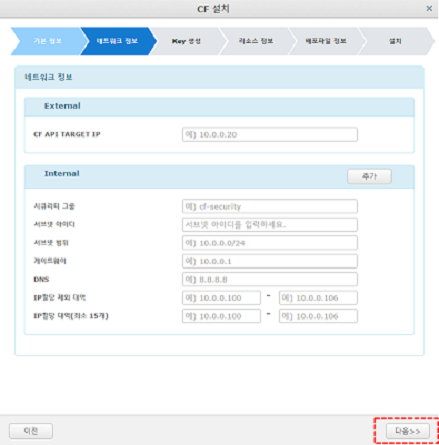 CF 설치
×
기본 정보
네트워크 정보
Key 생성
리소스 정보
배포파일 정보
설치
네트워크 정보
External
CF API TARGET IP
예) 10.0.0.20
Internal
추가
시큐리티 그룹
예) cf-security
서브넷 아이디
서브넷 아이디를 입력하세요.
서브넷 범위
예) 10.0.0.0/24
게이트웨이
예) 10.0.0.1
DNS
예) 8.8.8.8
IP할당 제외 대역
예) 10.0.0.100 - 예) 10.0.0.106
IP할당 대역(최소 15개)
예) 10.0.0.100 - 예) 10.0.0.106
이전
다음>>